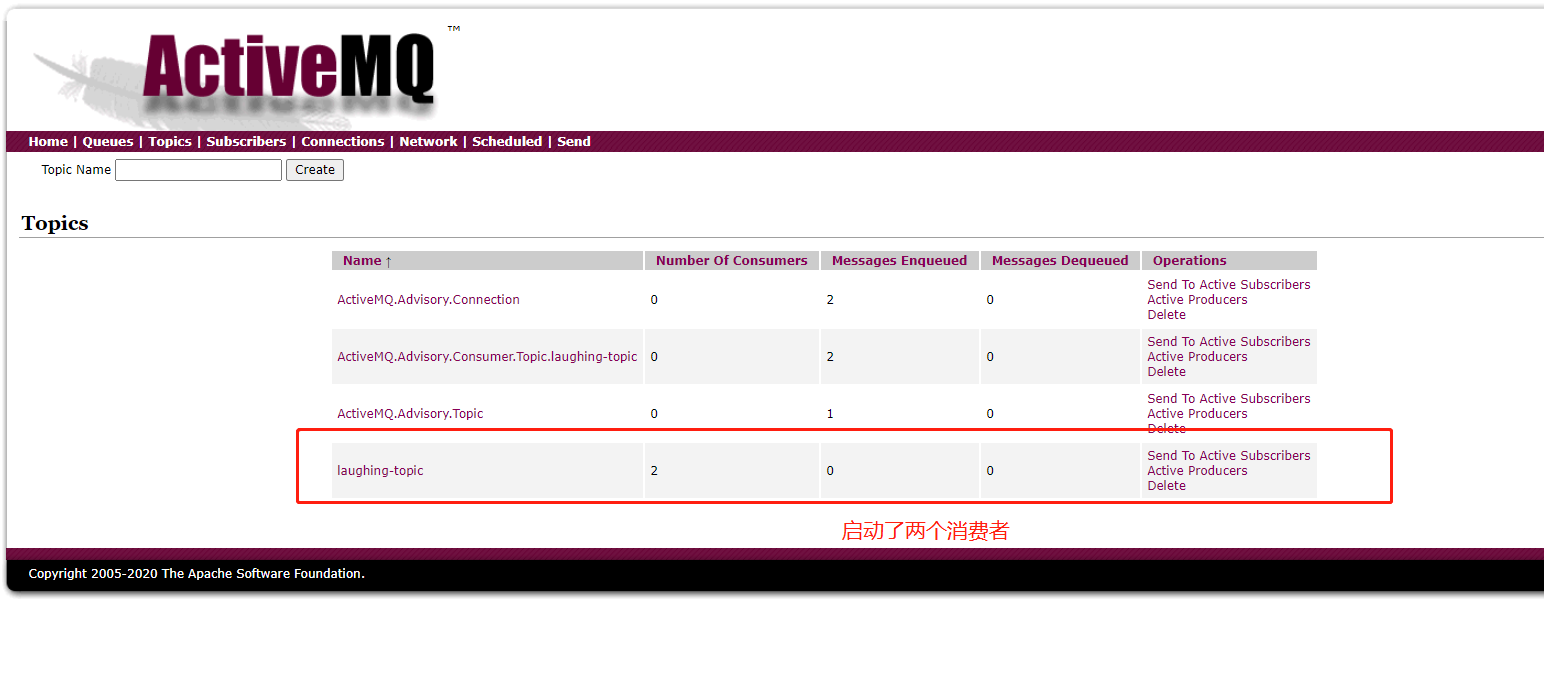 ActiveMQ™
Home | Queues | Topics | Subscribers | Connections | Network | Scheduled | Send
Topic Name Create
Topics
Name ↑ Number Of Consumers Messages Enqueued Messages Dequeued Operations
ActiveMQ.Advisory.Connection 0 2 0 Send To Active Subscribers
Active Producers
Delete
ActiveMQ.Advisory.Consumer.Topic.laughing-topic 0 2 0 Send To Active Subscribers
Active Producers
Delete
ActiveMQ.Advisory.Topic 0 1 0 Send To Active Subscribers
Active Producers
Delete
laughing-topic 2 0 0 Send To Active Subscribers
Active Producers
Delete
启动了两个消费者
Copyright 2005-2020 The Apache Software Foundation.